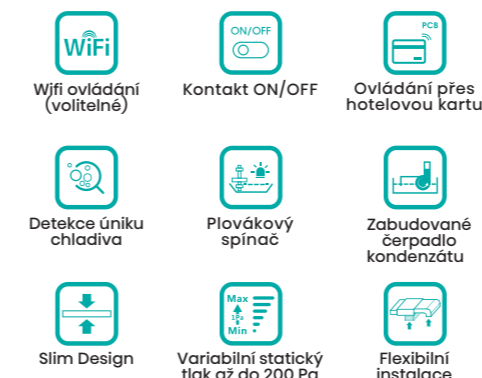 WiFi
ON/OFF
PCB
Wifi ovládání
(volitelné)
Kontakt ON/OFF
Ovládání přes
hotelovou kartu
Detekce úniku
chladiva
Plovákový
spínač
Zabudované
čerpadlo
kondenzátu
Max
1Pa
Min
Slim Design
Variabilní statický
tlak až do 200 Pa
Flexibilní
instalace